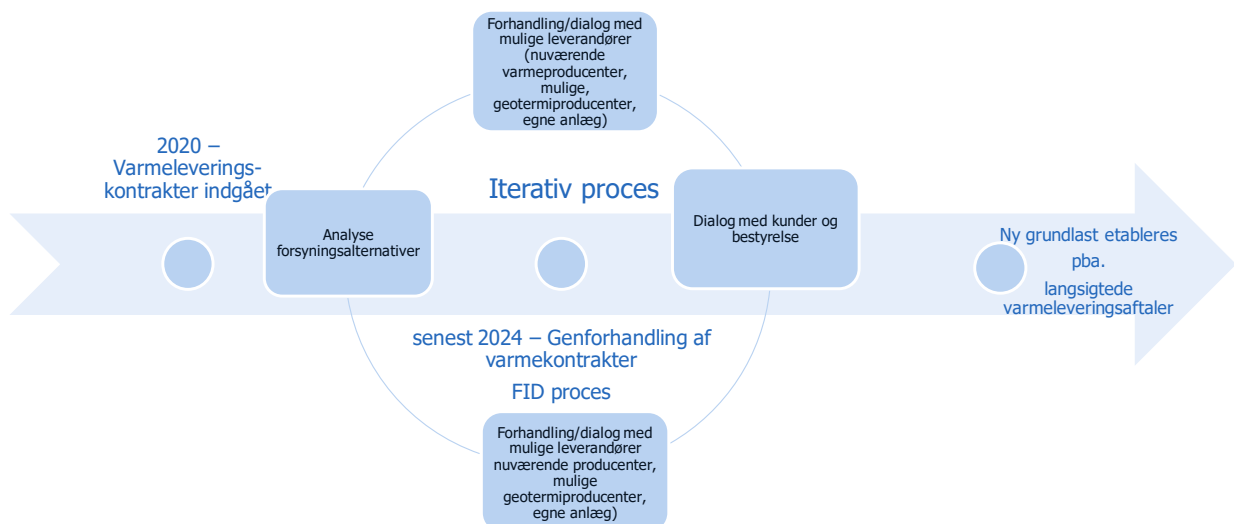 Forhandling/dialog med
mulige leverandører
(nuværende
varmeproducenter,
mulige,
geotermiproducenter,
egne anlæg)
2020 –
Varmeleverings-
kontrakter indgået
Iterativ proces
Analyse
forsyningsalternativer
Dialog med kunder og
bestyrelse
Ny grundlast etableres
pba.
langsigtede
varmeleveringsaftaler
senest 2024 – Genforhandling af
varmekontrakter
FID proces
Forhandling/dialog med
mulige leverandører
nuværende producenter,
mulige
geotermiproducenter,
egne anlæg)